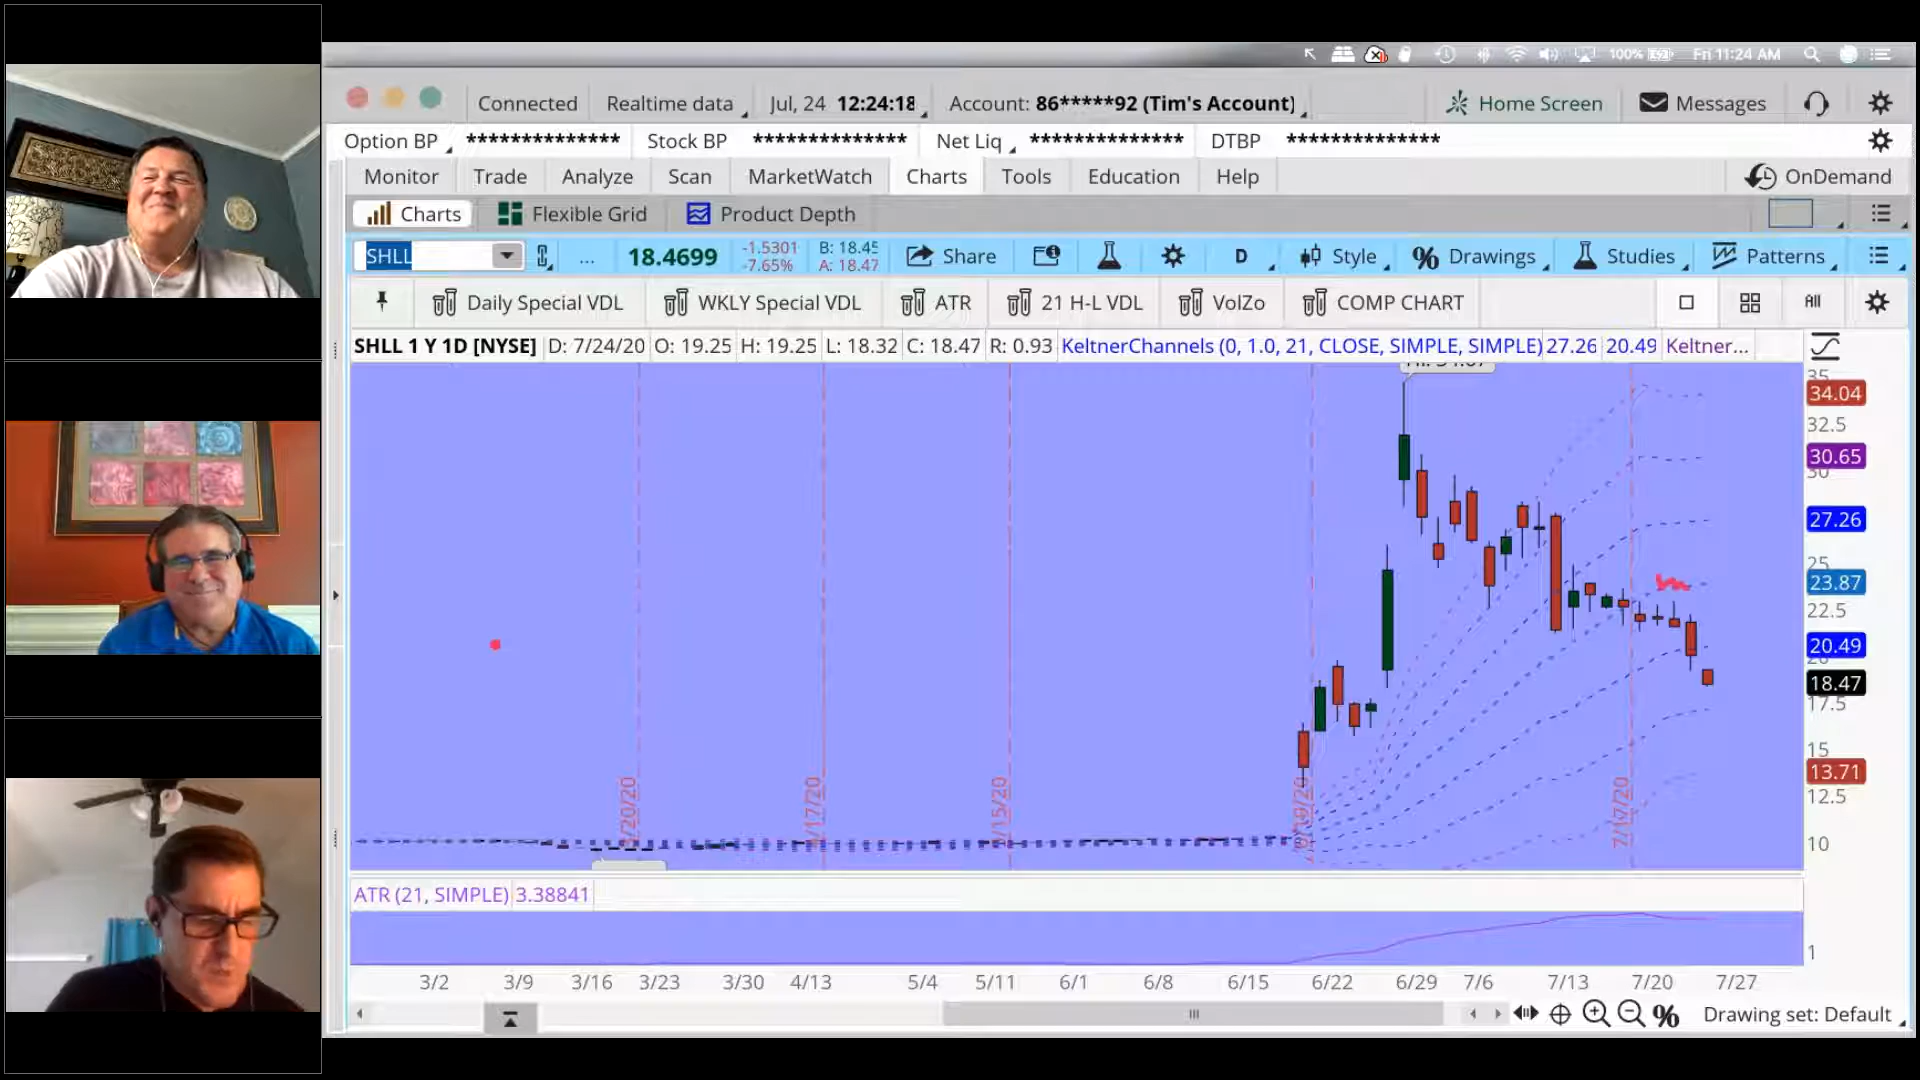 100% Fri 11:24 AM
Connected Realtime data Jul, 24 12:24:18 Account: 86*****92 (Tim's Account) Home Screen Messages
Option BP ************** Stock BP ************** Net Liq ************** DTBP **************
Monitor Trade Analyze Scan MarketWatch Charts Tools Education Help OnDemand
Charts Flexible Grid Product Depth
SHLL ... 18.4699 -1.5301 B: 18.45 Share D Style Drawings Studies Patterns
-7.65% A: 18.47
Daily Special VDL WKLY Special VDL ATR 21 H-L VDL VolZo COMP CHART All
SHLL 1 Y 1D [NYSE] D: 7/24/20 O: 19.25 H: 19.25 L: 18.32 C: 18.47 R: 0.93 KeltnerChannels (0, 1.0, 21, CLOSE, SIMPLE, SIMPLE) 27.26 20.49 Keltner...
35
34.04
32.5
30.65
30
27.26
25
23.87
22.5
20.49
20
18.47
17.5
15
13.71
12.5
10
7/17/20
ATR (21, SIMPLE) 3.38841
1
3/2 3/9 3/16 3/23 3/30 4/13 5/4 5/11 6/1 6/8 6/15 6/22 6/29 7/6 7/13 7/20 7/27
Drawing set: Default